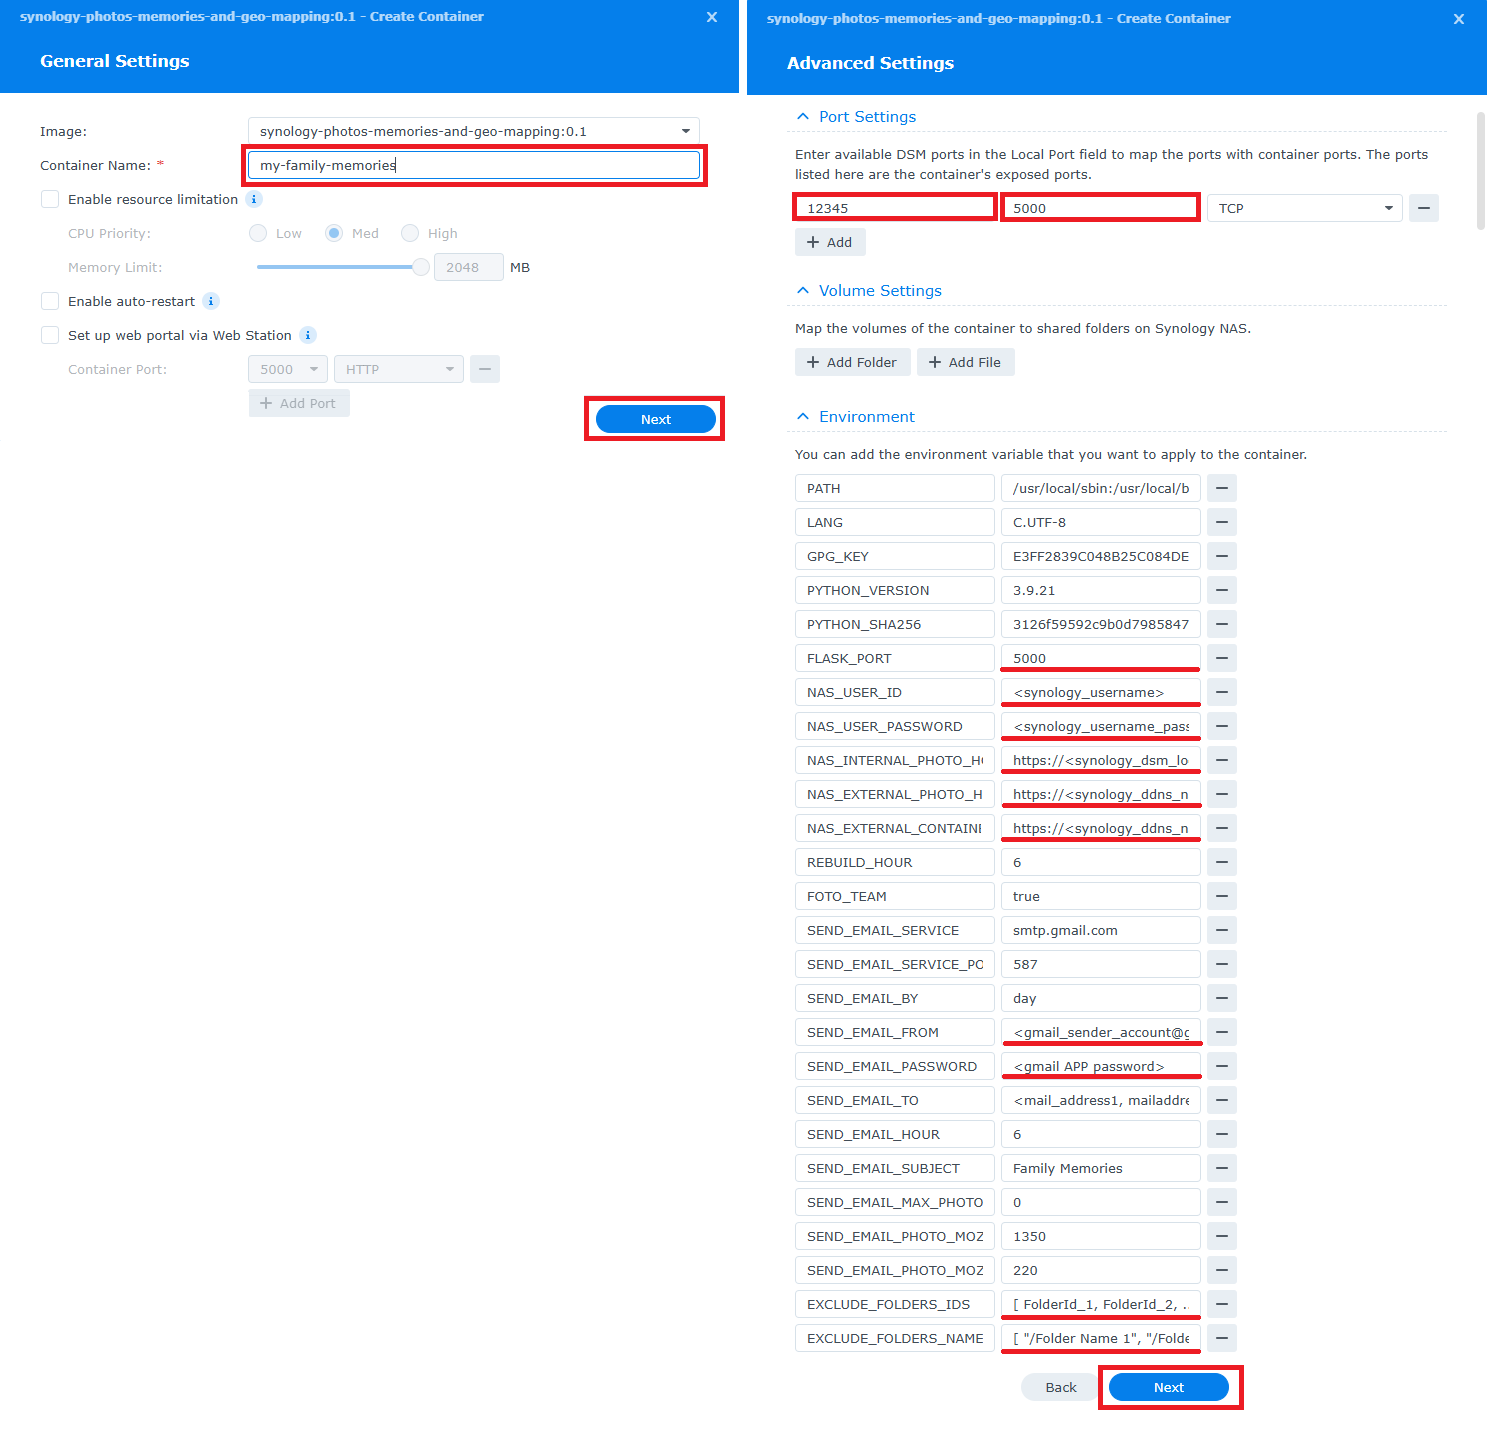 synology-photos-memories-and-geo-mapping:0.1 - Create Container
General Settings
Image:
synology-photos-memories-and-geo-mapping:0.1
Container Name: *
my-family-memories
Enable resource limitation
CPU Priority:
Low
Med
High
Memory Limit:
2048
MB
Enable auto-restart
Set up web portal via Web Station
Container Port:
5000
HTTP
Add Port
Next
synology-photos-memories-and-geo-mapping:0.1 - Create Container
Advanced Settings
Port Settings
Enter available DSM ports in the Local Port field to map the ports with container ports. The ports
listed here are the container's exposed ports.
12345
5000
TCP
Add
Volume Settings
Map the volumes of the container to shared folders on Synology NAS.
Add Folder
Add File
Environment
You can add the environment variable that you want to apply to the container.
PATH
/usr/local/sbin:/usr/local/b
LANG
C.UTF-8
GPG_KEY
E3FF2839C048B25C084DE
PYTHON_VERSION
3.9.21
PYTHON_SHA256
3126f59592c9b0d7985847
FLASK_PORT
5000
NAS_USER_ID
<synology_username>
NAS_USER_PASSWORD
<synology_username_pass
NAS_INTERNAL_PHOTO_H
https://<synology_dsm_lo
NAS_EXTERNAL_PHOTO_H
https://<synology_ddns_n
NAS_EXTERNAL_CONTAINE
https://<synology_ddns_n
REBUILD_HOUR
6
FOTO_TEAM
true
SEND_EMAIL_SERVICE
smtp.gmail.com
SEND_EMAIL_SERVICE_PO
587
SEND_EMAIL_BY
day
SEND_EMAIL_FROM
<gmail_sender_account@g
SEND_EMAIL_PASSWORD
<gmail APP password>
SEND_EMAIL_TO
<mail_address1, mailaddre
SEND_EMAIL_HOUR
6
SEND_EMAIL_SUBJECT
Family Memories
SEND_EMAIL_MAX_PHOTO
0
SEND_EMAIL_PHOTO_MOZ
1350
SEND_EMAIL_PHOTO_MOZ
220
EXCLUDE_FOLDERS_IDS
[ FolderId_1, FolderId_2, .
EXCLUDE_FOLDERS_NAME
[ "/Folder Name 1", "/Folde
Back
Next